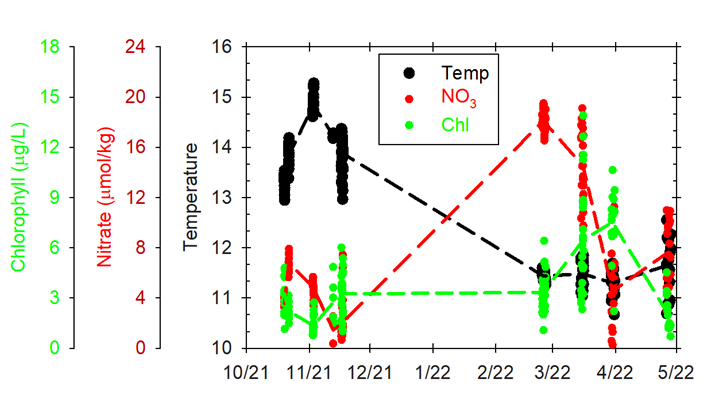 18 24 16
Temp
NO₃
Chl
15 20 15
12 16 14
9 12 13
6 8 12
3 4 11
0 0 10
Chlorophyll (µg/L)
Nitrate (µmol/kg)
Temperature
10/21 11/21 12/21 1/22 2/22 3/22 4/22 5/22